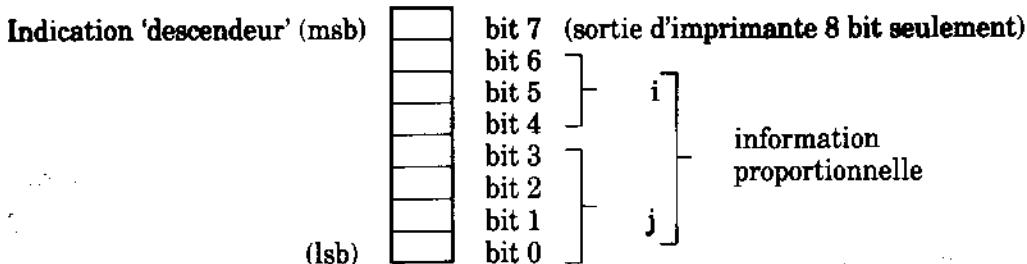 Indication 'descendeur' (msb) bit 7 (sortie d'imprimante 8 bit seulement)
bit 6
bit 5 i
bit 4
bit 3 information
bit 2 proportionnelle
bit 1 j
(lsb) bit 0